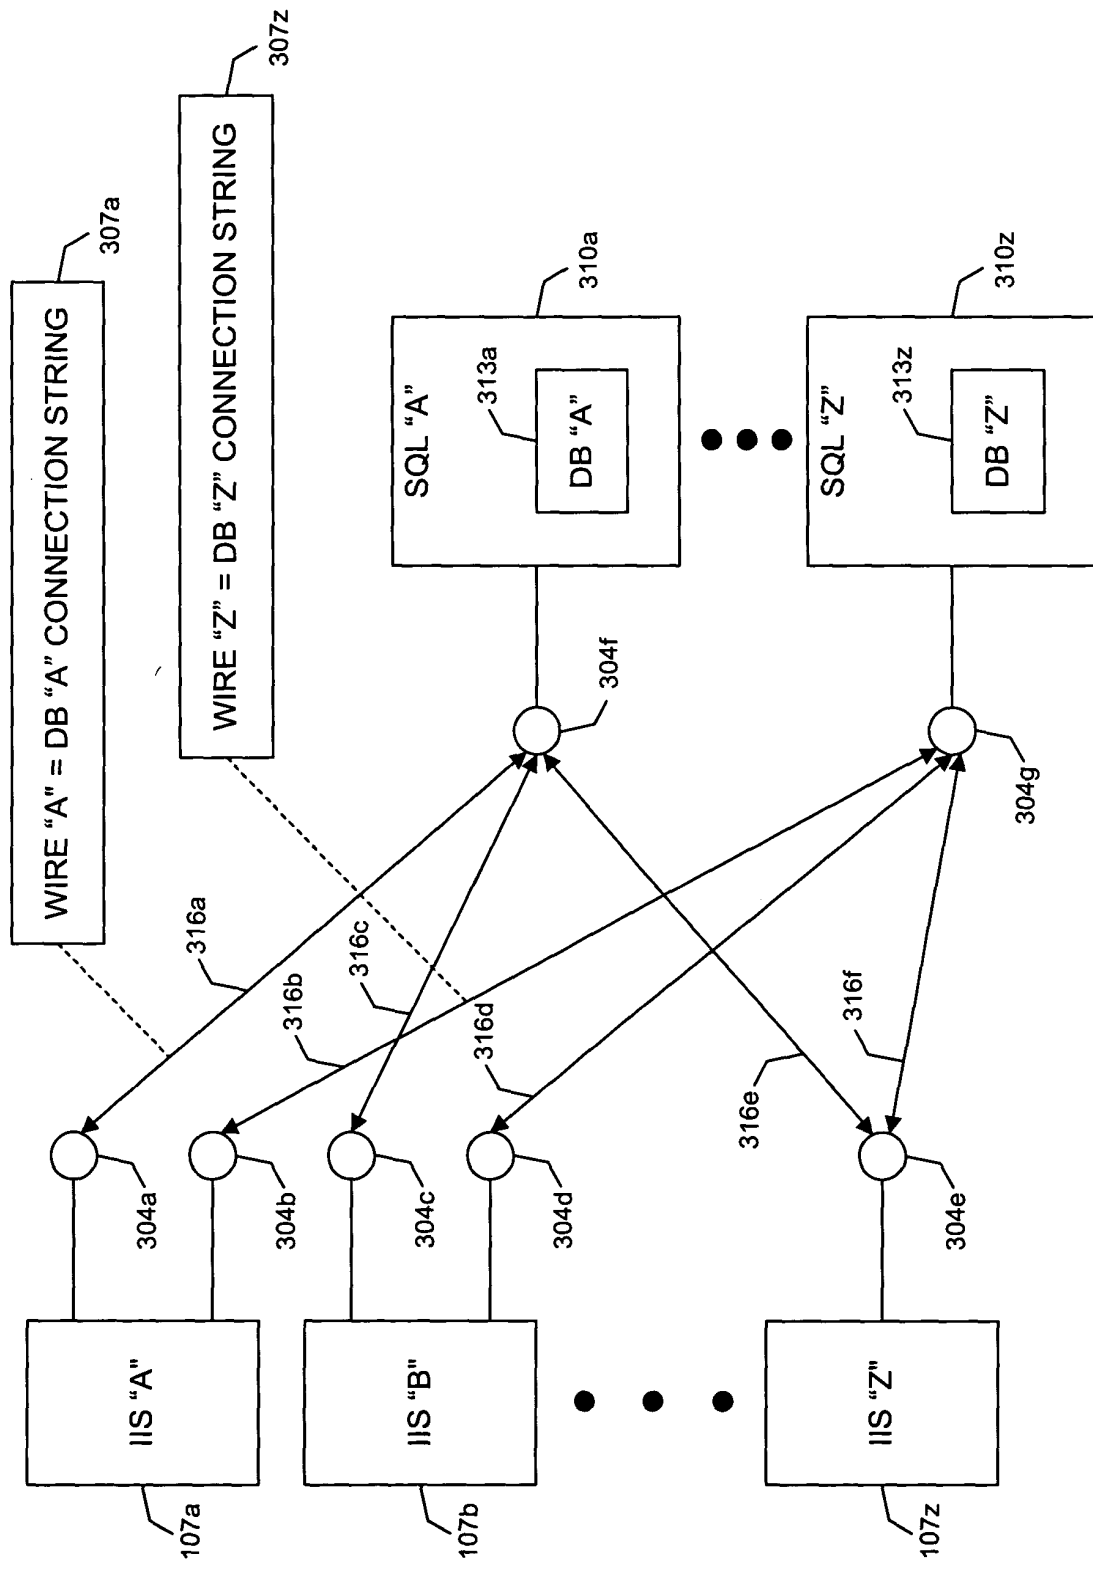 WIRE “A” = DB “A” CONNECTION STRING
307a
WIRE “Z” = DB “Z” CONNECTION STRING
307z
IIS “A”
107a
304a
304b
316a
316b
IIS “B”
107b
304c
304d
316c
316d
IIS “Z”
107z
304e
316e
316f
304f
SQL “A”
310a
313a
DB “A”
304g
SQL “Z”
310z
313z
DB “Z”